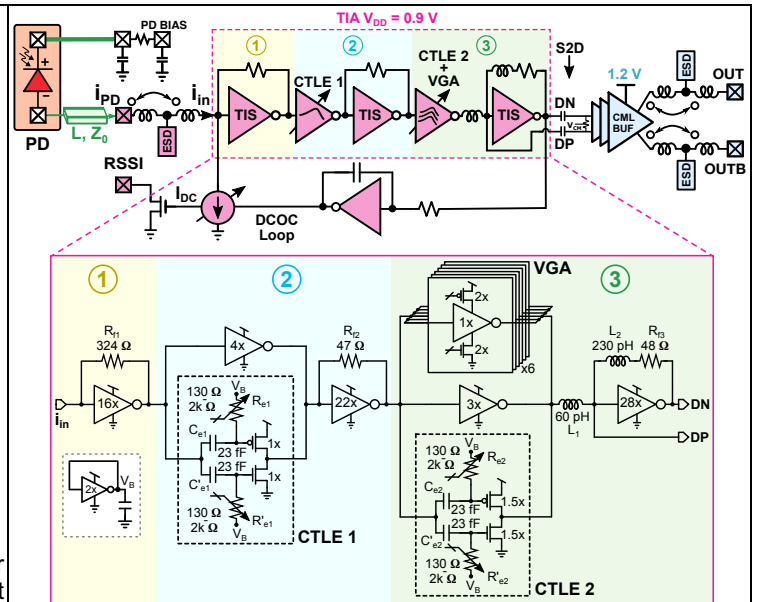 TIA VDD = 0.9 V
PD BIAS
1
2
3
CTLE 1
CTLE 2
+
VGA
S2D
1.2 V
ESD
OUT
+
-
iPD
iin
TIS
TIS
TIS
DN
DP
VCM
CML
BUF
L, Z0
ESD
PD
ESD
OUTB
RSSI
IDC
DCOC
Loop
1
2
3
VGA
2x
1x
2x
x6
Rf1
324 Ω
16x
iin
4x
Rf2
47 Ω
22x
L2
230 pH
Rf3
48 Ω
28x
DN
DP
3x
60 pH
L1
130 Ω
2k Ω
VB
Re1
Ce1
23 fF
23 fF
C'e1
1x
1x
130 Ω
2k Ω
VB
R'e1
CTLE 1
2x
VB
130 Ω
2k Ω
VB
Re2
Ce2
23 fF
23 fF
C'e2
1.5x
1.5x
130 Ω
2k Ω
VB
R'e2
CTLE 2
r
t